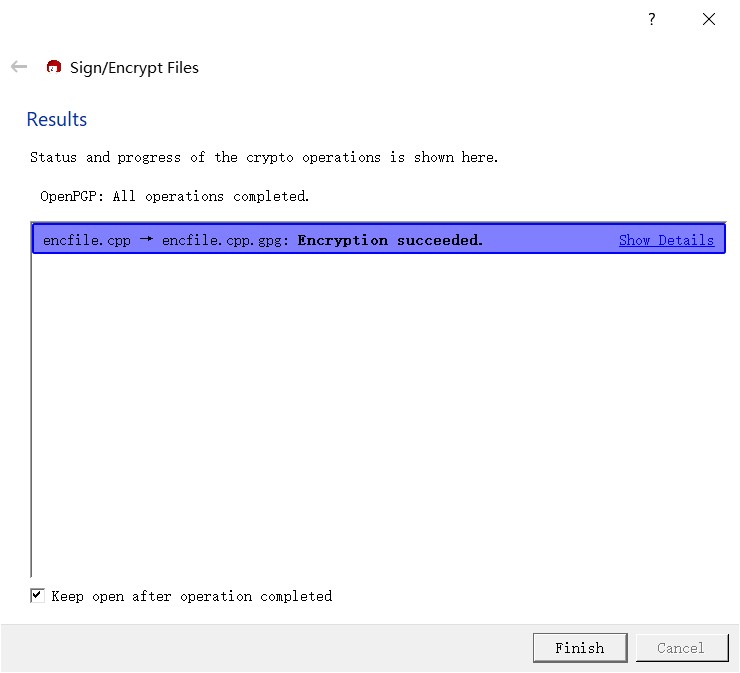 ?
Sign/Encrypt Files
Results
Status and progress of the crypto operations is shown here.
OpenPGP: All operations completed.
encfile.cpp → encfile.cpp.gpg: Encryption succeeded. Show Details
Keep open after operation completed
Finish Cancel